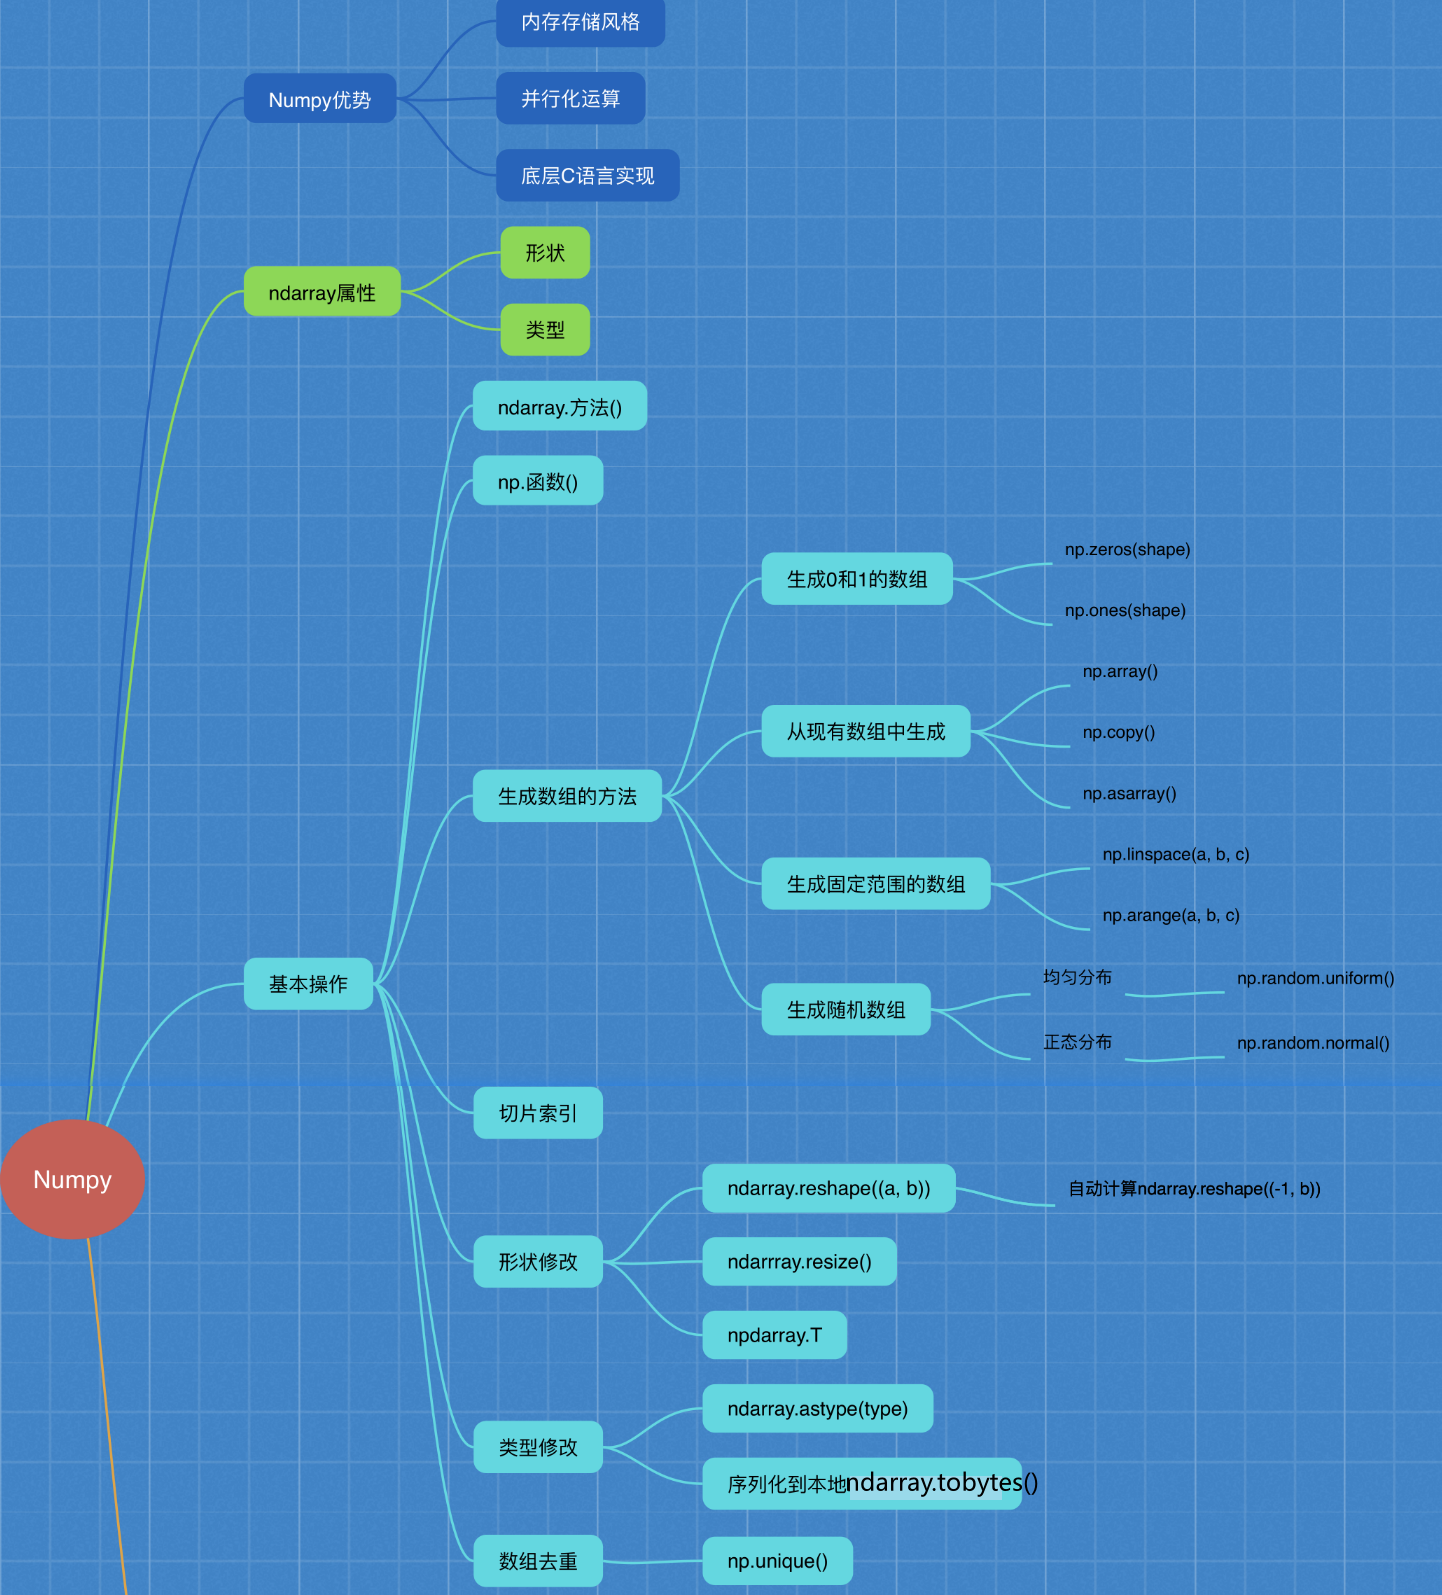 内存存储风格
Numpy优势
并行化运算
底层C语言实现
形状
ndarray属性
类型
ndarray.方法()
np.函数()
生成0和1的数组
np.zeros(shape)
np.ones(shape)
从现有数组中生成
np.array()
np.copy()
np.asarray()
生成数组的方法
生成固定范围的数组
np.linspace(a, b, c)
np.arange(a, b, c)
基本操作
生成随机数组
均匀分布
np.random.uniform()
正态分布
np.random.normal()
切片索引
Numpy
形状修改
ndarray.reshape((a, b))
自动计算ndarray.reshape((-1, b))
ndarrray.resize()
npdarray.T
类型修改
ndarray.astype(type)
序列化到本地ndarray.tobytes()
数组去重
np.unique()